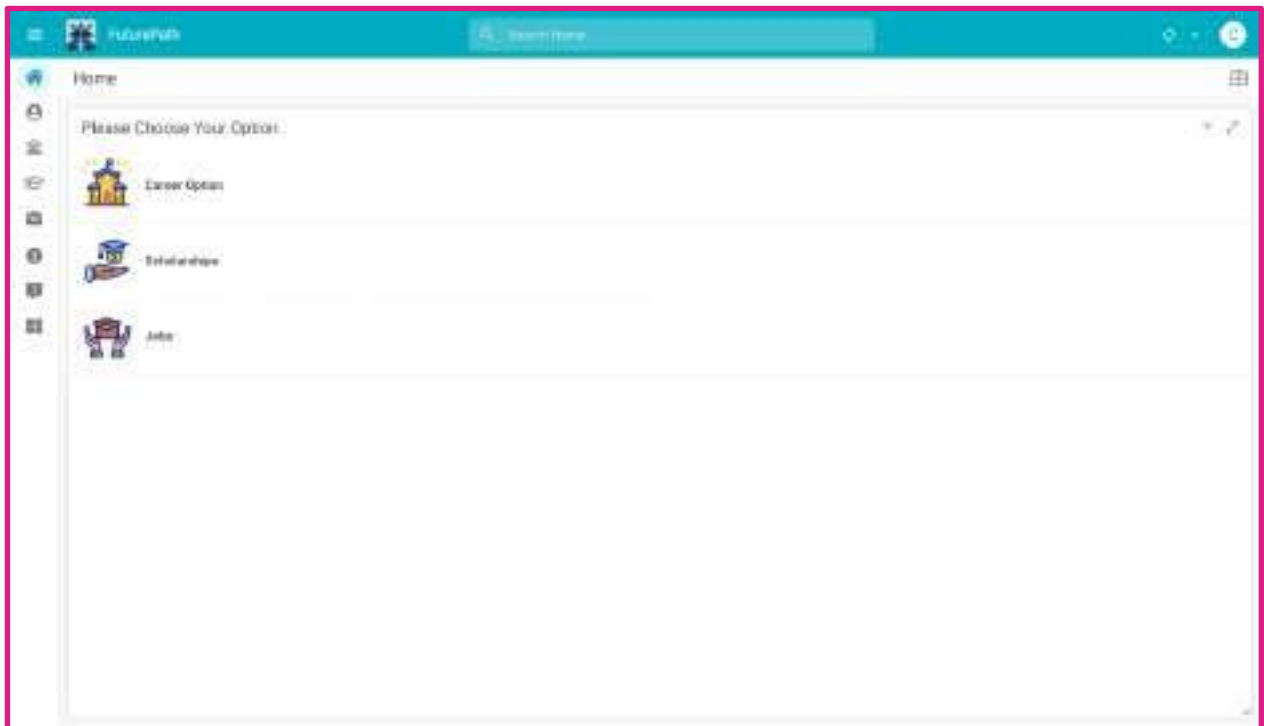 FuturePath
Search Home
Home
Please Choose Your Option
Career Option
Scholarships
Jobs
C